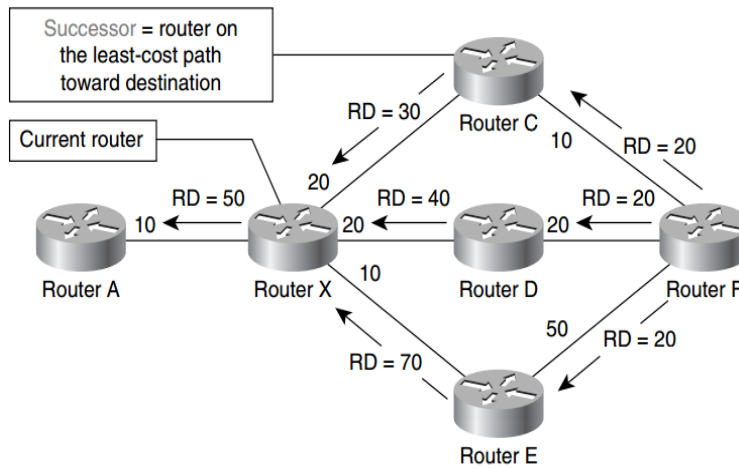 Successor = router on
the least-cost path
toward destination
Current router
RD = 30
Router C
RD = 20
10
20
RD = 50
10
RD = 40
20
RD = 20
20
Router A
Router X
Router D
Router F
10
50
RD = 20
RD = 70
Router E